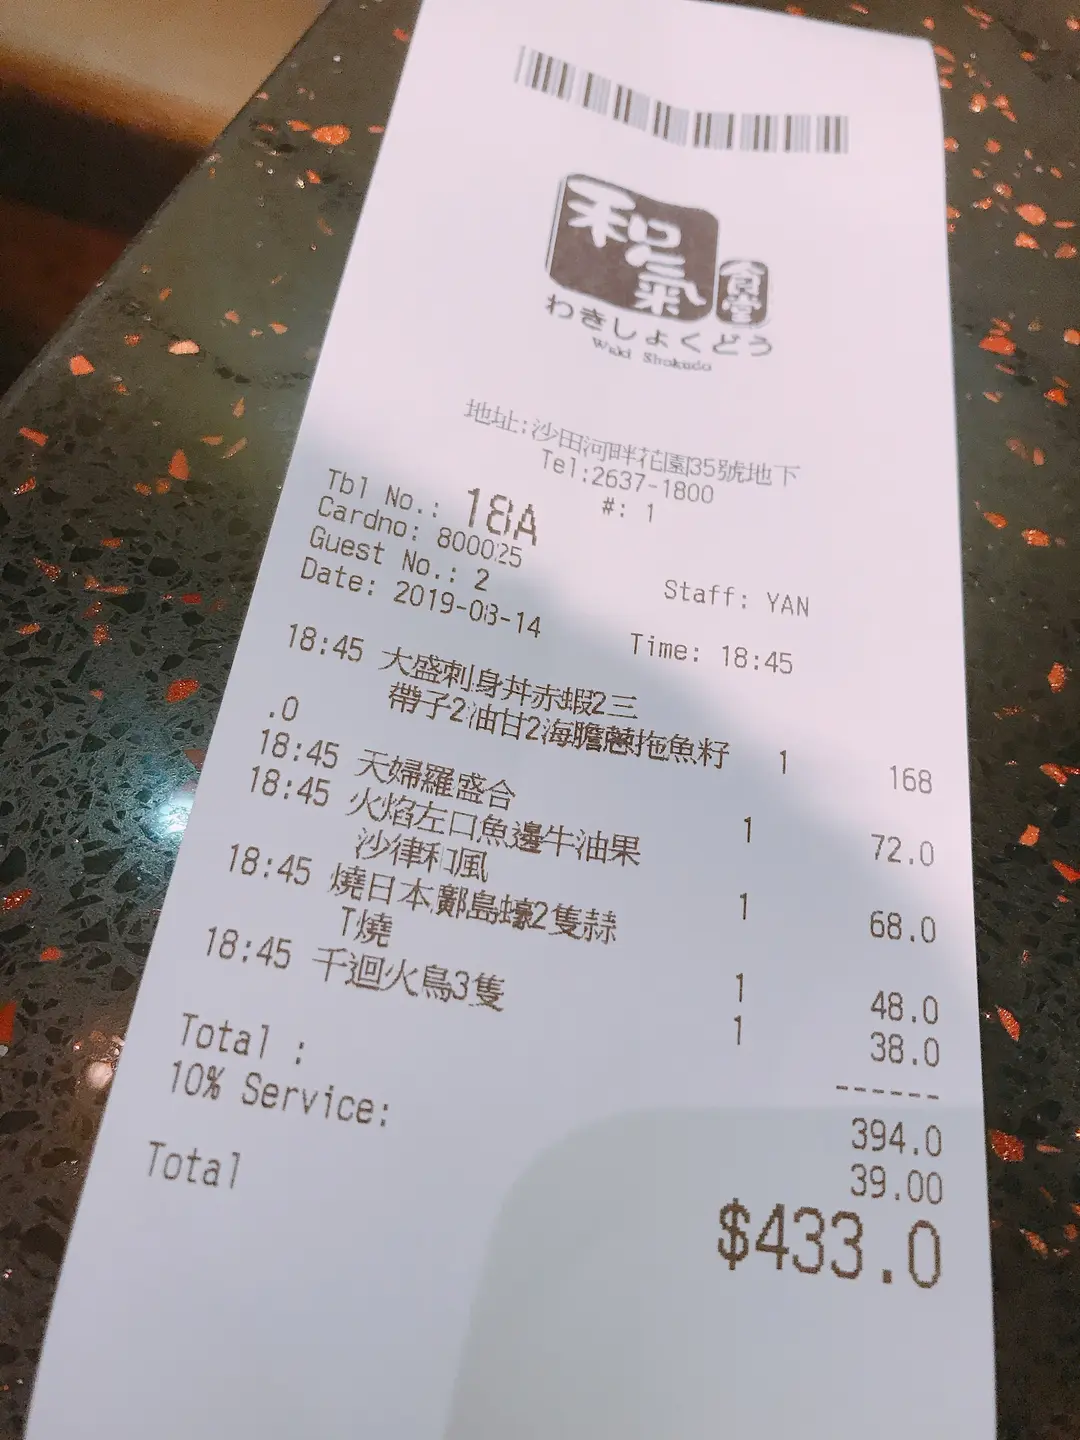 和氣
食堂
わきしょくどう
Waki Shokudo
地址:沙田河畔花園35號地下
Tel:2637-1800
#: 1
Tbl No.: 18A
Cardno: 800025
Guest No.: 2 Staff: YAN
Date: 2019-08-14 Time: 18:45
18:45 大盛刺身丼赤蝦2三
帶子2油甘2海膽蔥拖魚籽 1 168
.0
18:45 天婦羅盛合 1 72.0
18:45 火焰左口魚邊牛油果
沙律和風 1 68.0
18:45 燒日本鄺島蠔2隻蒜
T燒 1 48.0
18:45 千迴火鳥3隻 1 38.0
------
Total : 394.0
10% Service: 39.00
Total $433.0